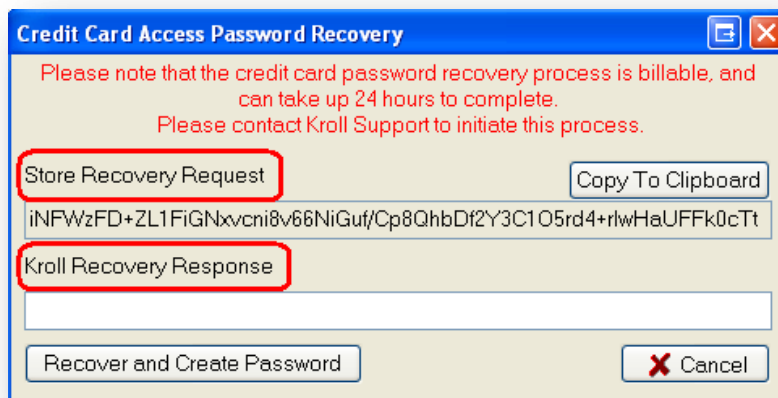 Credit Card Access Password Recovery
Please note that the credit card password recovery process is billable, and
can take up 24 hours to complete.
Please contact Kroll Support to initiate this process.
Store Recovery Request
Copy To Clipboard
iNFWzFD+ZL1FiGNxvcni8v66NiGuf/Cp8QhbDf2Y3C1O5rd4+rlwHaUFFk0cTt
Kroll Recovery Response
Recover and Create Password
Cancel